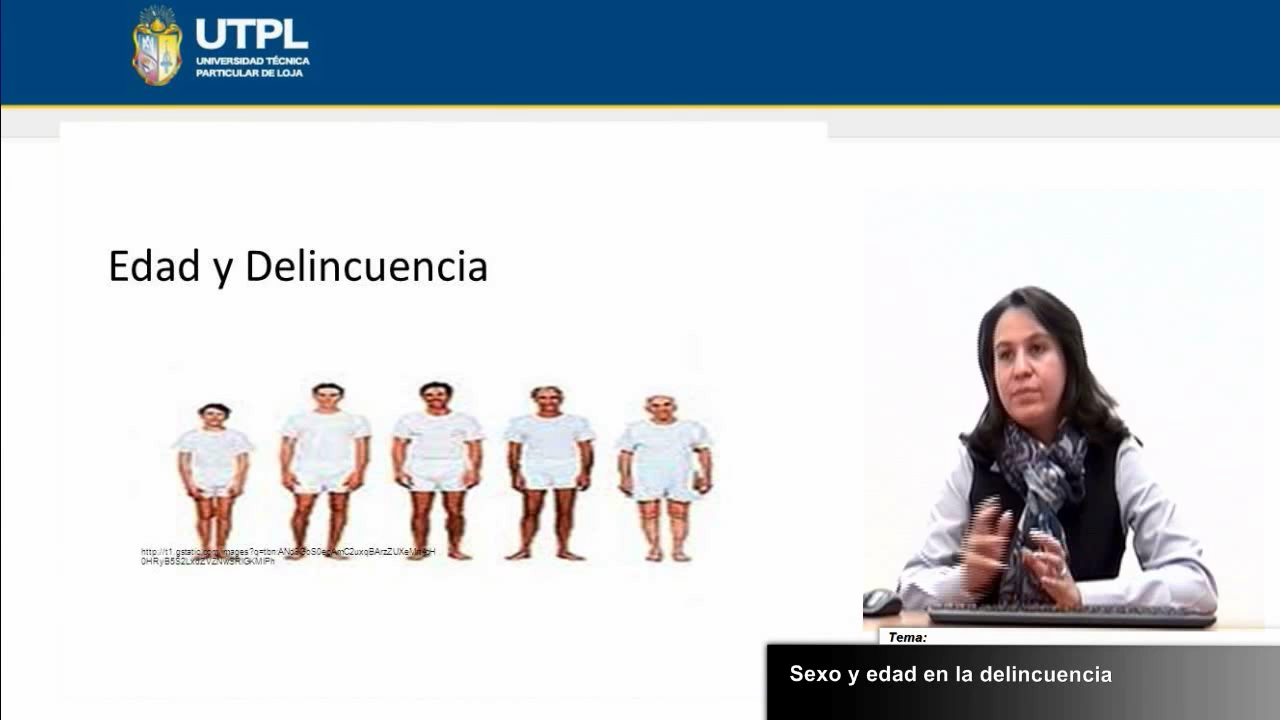 UTPL
UNIVERSIDAD TÉCNICA
PARTICULAR DE LOJA
Edad y Delincuencia
Tema:
Sexo y edad en la delincuencia